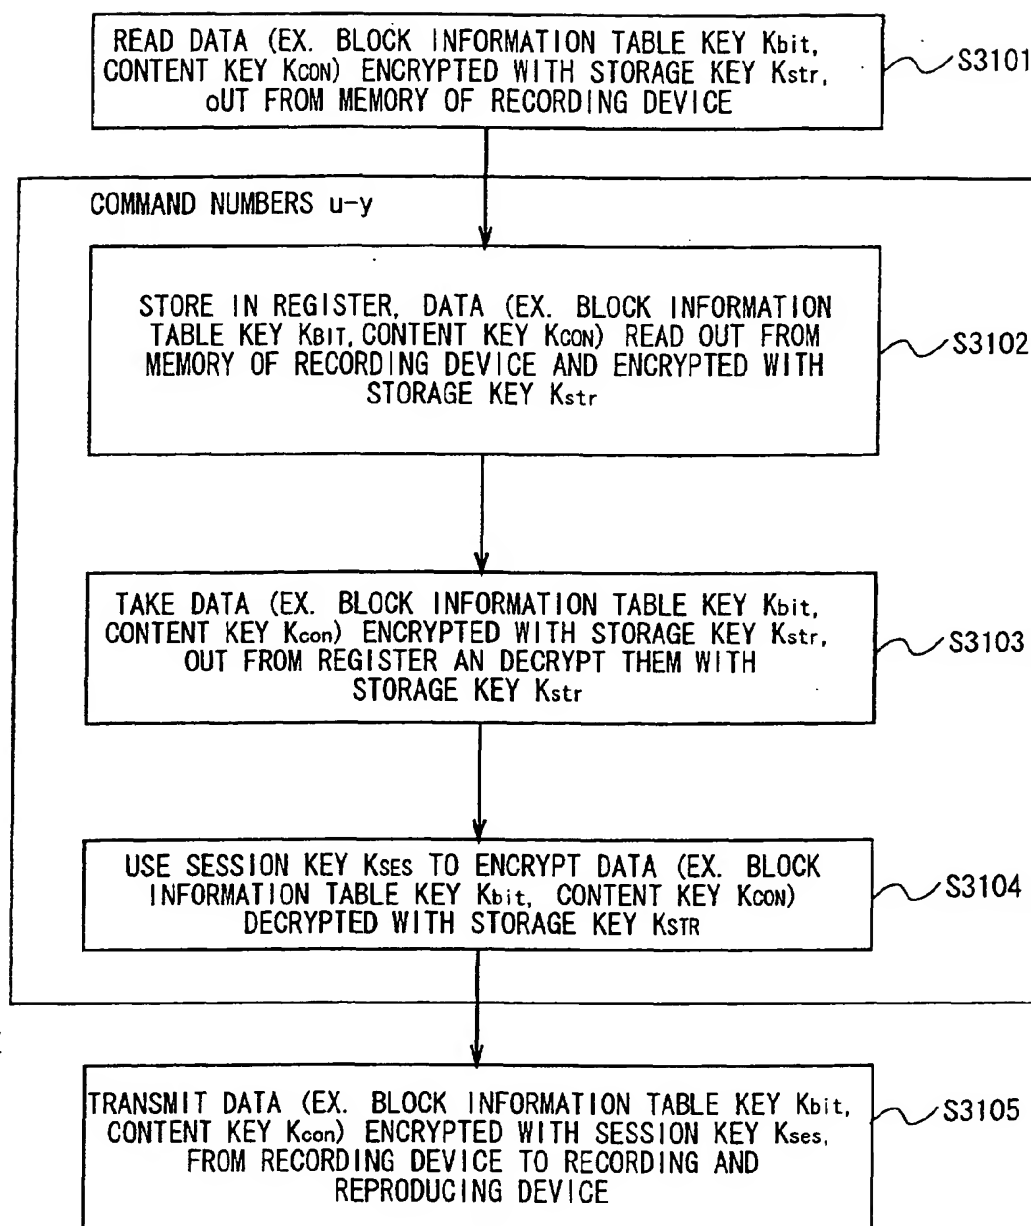 READ DATA (EX. BLOCK INFORMATION TABLE KEY Kbit,
CONTENT KEY KCON) ENCRYPTED WITH STORAGE KEY Kstr,
oUT FROM MEMORY OF RECORDING DEVICE
S3101
COMMAND NUMBERS u-y
STORE IN REGISTER, DATA (EX. BLOCK INFORMATION
TABLE KEY KBIT, CONTENT KEY KCON) READ OUT FROM
MEMORY OF RECORDING DEVICE AND ENCRYPTED WITH
STORAGE KEY Kstr
S3102
TAKE DATA (EX. BLOCK INFORMATION TABLE KEY Kbit,
CONTENT KEY Kcon) ENCRYPTED WITH STORAGE KEY Kstr,
OUT FROM REGISTER AN DECRYPT THEM WITH
STORAGE KEY Kstr
S3103
USE SESSION KEY KSES TO ENCRYPT DATA (EX. BLOCK
INFORMATION TABLE KEY Kbit, CONTENT KEY KCON)
DECRYPTED WITH STORAGE KEY KSTR
S3104
TRANSMIT DATA (EX. BLOCK INFORMATION TABLE KEY Kbit,
CONTENT KEY Kcon) ENCRYPTED WITH SESSION KEY Kses,
FROM RECORDING DEVICE TO RECORDING AND
REPRODUCING DEVICE
S3105